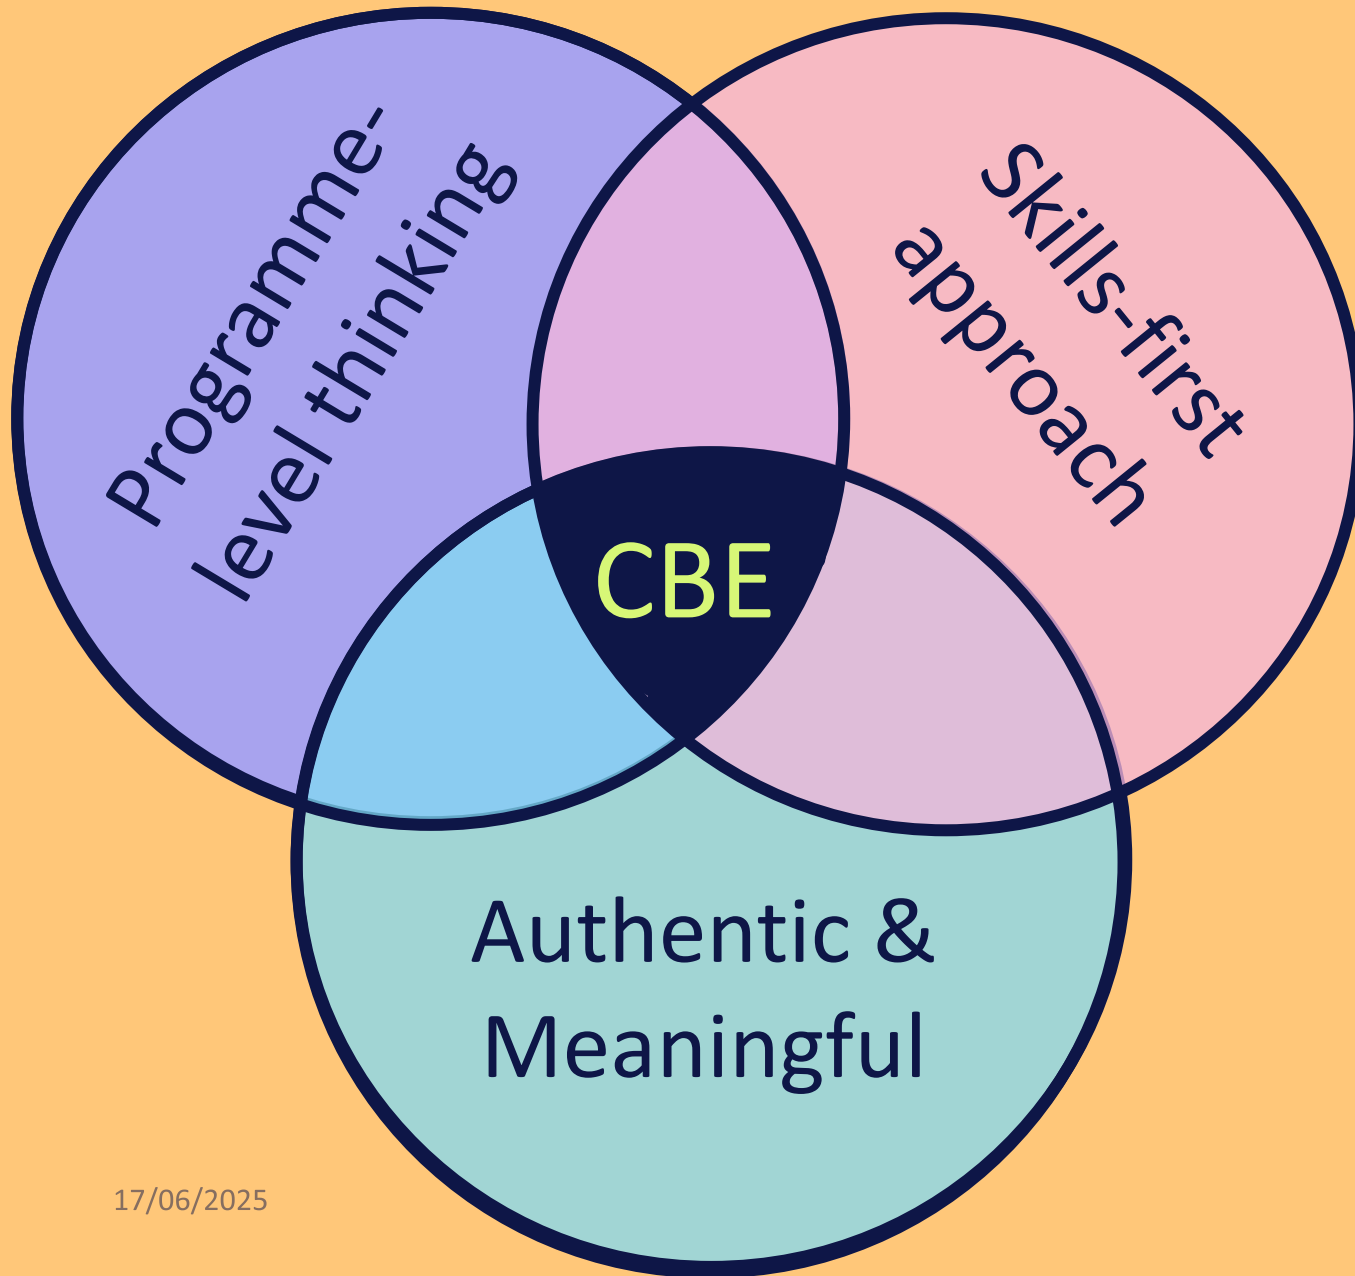 Programme-
level thinking
Skills-first
approach
CBE
Authentic &
Meaningful
17/06/2025